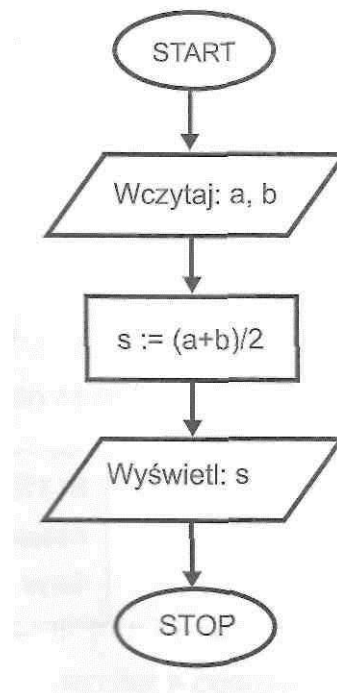 START
Wczytaj: a, b
s := (a+b)/2
Wyświetl: s
STOP